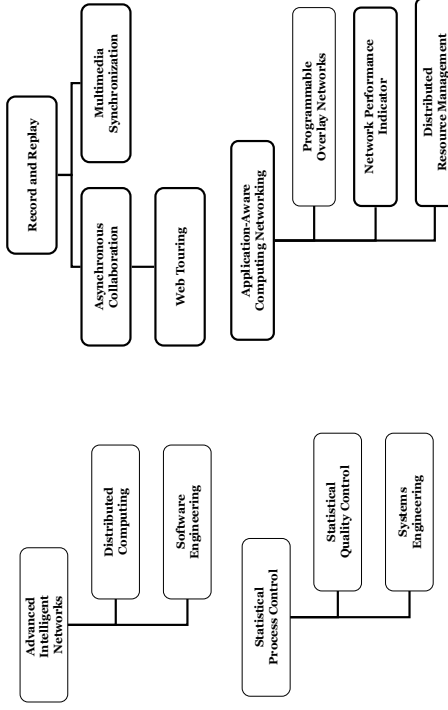 Advanced
Intelligent
Networks
Distributed
Computing
Software
Engineering
Record and Replay
Asynchronous
Collaboration
Multimedia
Synchronization
Web Touring
Statistical
Process Control
Statistical
Quality Control
Systems
Engineering
Application-Aware
Computing Networking
Programmable
Overlay Networks
Network Performance
Indicator
Distributed
Resource Management